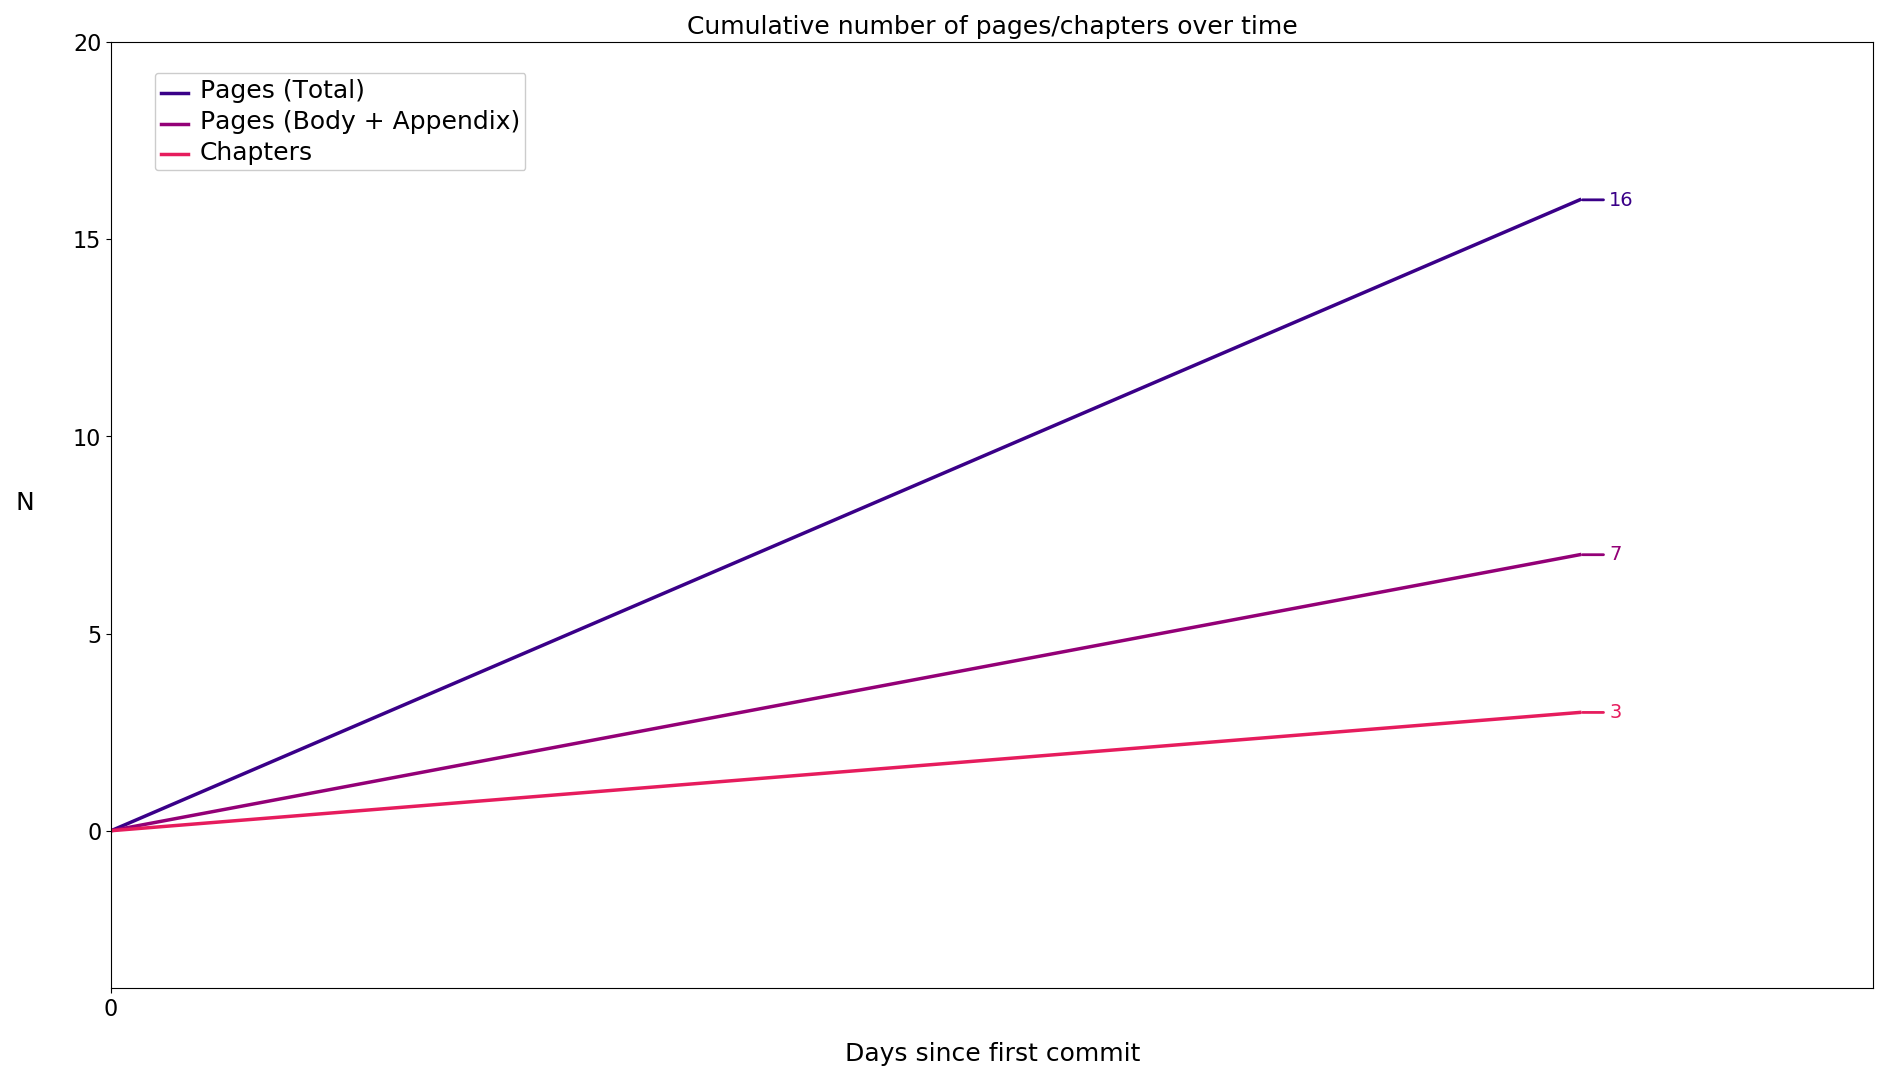 Cumulative number of pages/chapters over time
20
Pages (Total)
Pages (Body + Appendix)
Chapters
16
15
10
N
7
5
3
0
0
Days since first commit